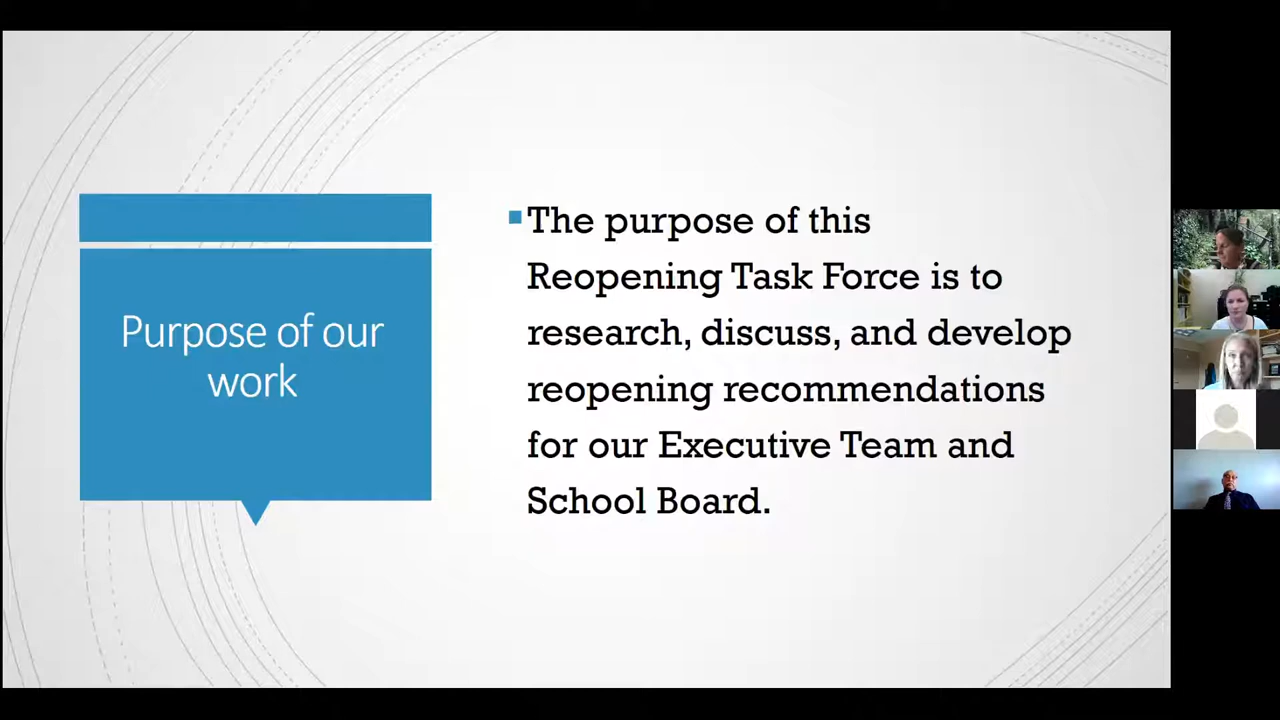 Purpose of our
work
The purpose of this
Reopening Task Force is to
research, discuss, and develop
reopening recommendations
for our Executive Team and
School Board.